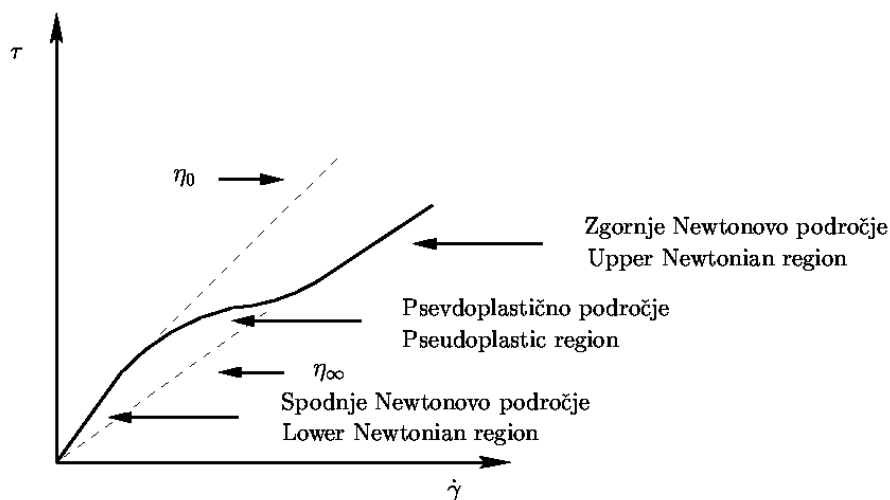 τ
η₀
Zgornje Newtonovo področje
Upper Newtonian region
Psevdoplastično področje
Pseudoplastic region
η∞
Spodnje Newtonovo področje
Lower Newtonian region
γ̇